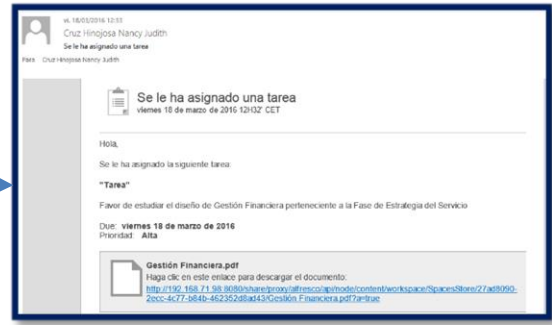 vi. 18/03/2016 12:33
Cruz Hinojosa Nancy Judith
Se le ha asignado una tarea
Para Cruz Hinojosa Nancy Judith
Se le ha asignado una tarea
viernes 18 de marzo de 2016 12H32' CET
Hola,
Se le ha asignado la siguiente tarea:
"Tarea"
Favor de estudiar el diseño de Gestión Financiera perteneciente a la Fase de Estrategia del Servicio
Due: viernes 18 de marzo de 2016
Prioridad: Alta
Gestión Financiera.pdf
Haga clic en este enlace para descargar el documento:
http://192.168.71.98:8080/share/proxy/alfresco/api/node/content/workspace/SpacesStore/27ad8090-
2ecc-4c77-b84b-462352d8ad43/Gestión Financiera.pdf?a=true